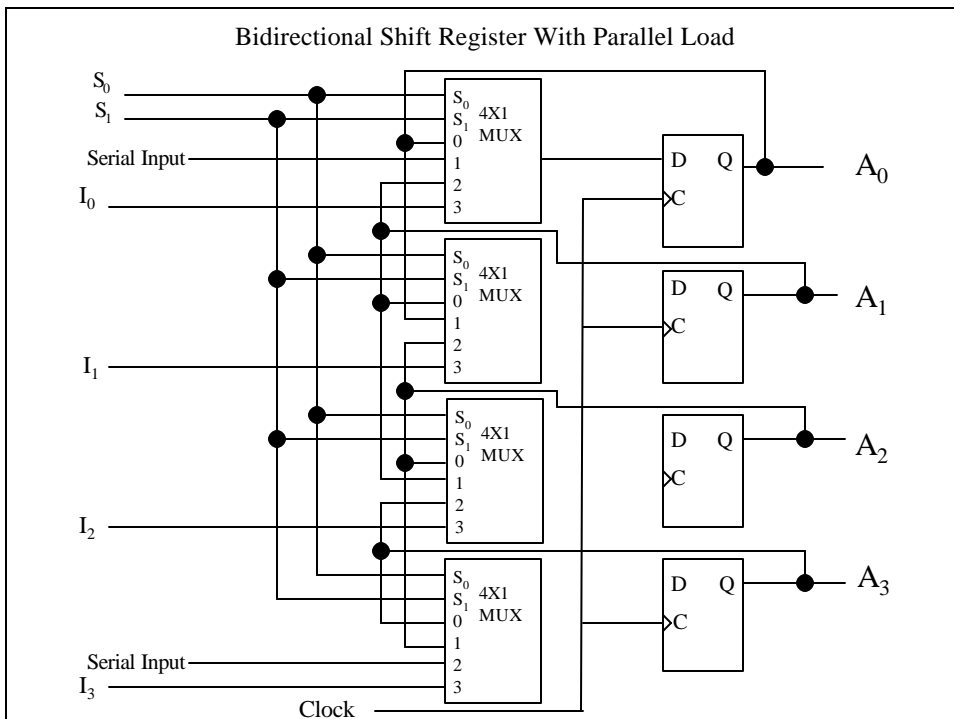 Bidirectional Shift Register With Parallel Load
S₀
S₁
Serial Input
I₀
S₀
S₁
0
1
2
3
4X1
MUX
D Q
C
A₀
I₁
S₀
S₁
0
1
2
3
4X1
MUX
D Q
C
A₁
I₂
S₀
S₁
0
1
2
3
4X1
MUX
D Q
C
A₂
Serial Input
I₃
S₀
S₁
0
1
2
3
4X1
MUX
D Q
C
A₃
Clock